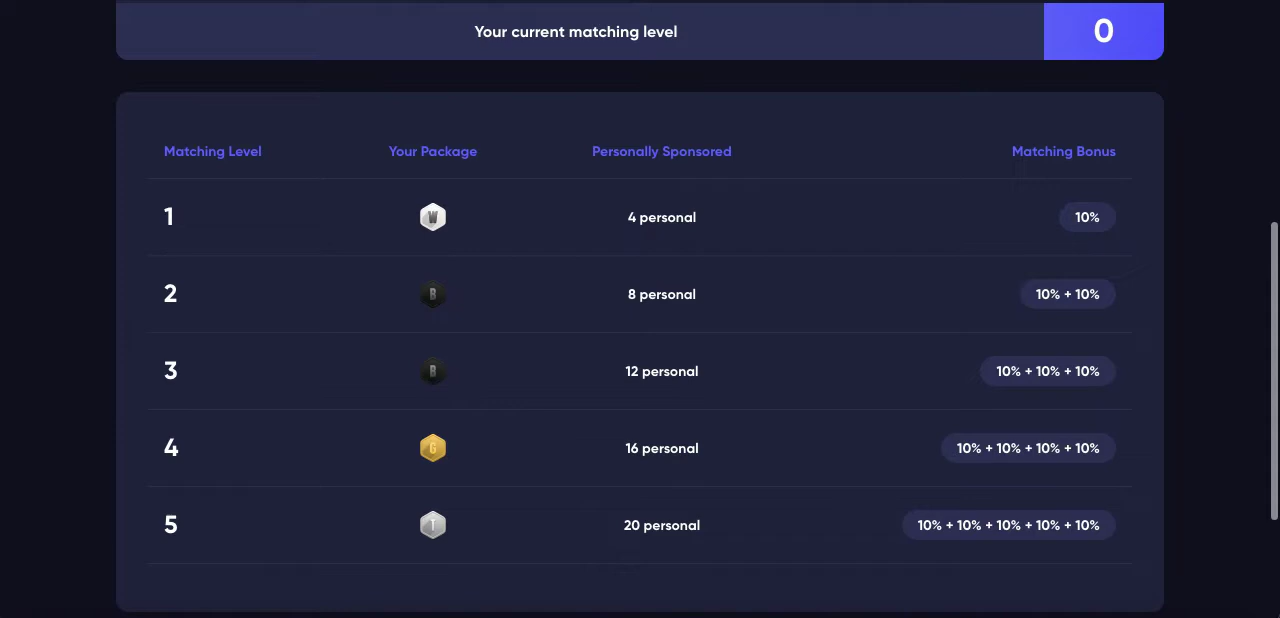 Your current matching level 0
Matching Level Your Package Personally Sponsored Matching Bonus
1 W 4 personal 10%
2 B 8 personal 10% + 10%
3 B 12 personal 10% + 10% + 10%
4 G 16 personal 10% + 10% + 10% + 10%
5 T 20 personal 10% + 10% + 10% + 10% + 10%